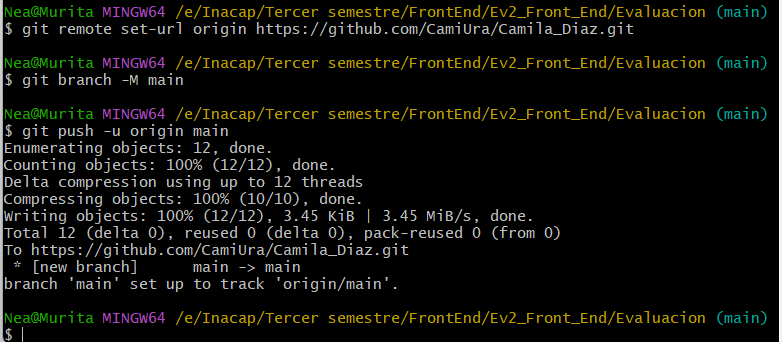 Nea@Murita MINGW64 /e/Inacap/Tercer semestre/FrontEnd/Ev2_Front_End/Evaluacion (main)
$ git remote set-url origin https://github.com/CamiUra/Camila_Diaz.git
Nea@Murita MINGW64 /e/Inacap/Tercer semestre/FrontEnd/Ev2_Front_End/Evaluacion (main)
$ git branch -M main
Nea@Murita MINGW64 /e/Inacap/Tercer semestre/FrontEnd/Ev2_Front_End/Evaluacion (main)
$ git push -u origin main
Enumerating objects: 12, done.
Counting objects: 100% (12/12), done.
Delta compression using up to 12 threads
Compressing objects: 100% (10/10), done.
Writing objects: 100% (12/12), 3.45 KiB | 3.45 MiB/s, done.
Total 12 (delta 0), reused 0 (delta 0), pack-reused 0 (from 0)
To https://github.com/CamiUra/Camila_Diaz.git
 * [new branch]      main -> main
branch 'main' set up to track 'origin/main'.
Nea@Murita MINGW64 /e/Inacap/Tercer semestre/FrontEnd/Ev2_Front_End/Evaluacion (main)
$